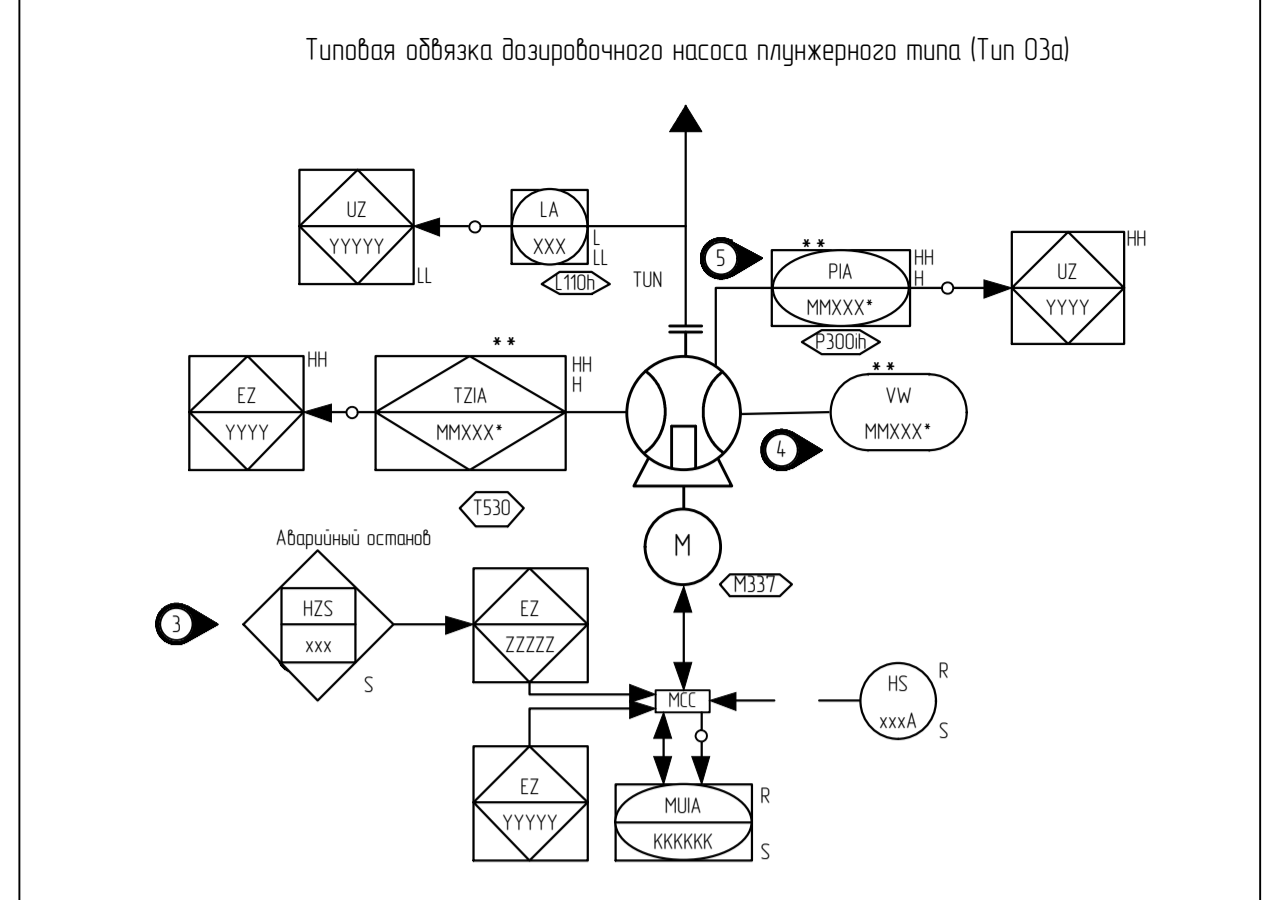 Типовая обвязка дозировочного насоса плунжерного типа (Тип 03а)
UZ
YYYYY
LL
LA
XXX
L
LL
L110h
TUN
5
**
PIA
MMXXX*
HH
H
P300ih
UZ
YYYY
HH
EZ
YYYY
HH
**
TZIA
MMXXX*
HH
H
T530
**
VW
MMXXX*
4
M
M337
Аварийный останов
3
HZS
xxx
S
EZ
ZZZZZ
MCC
HS
xxxA
R
S
EZ
YYYYY
MUIA
KKKKKK
R
S